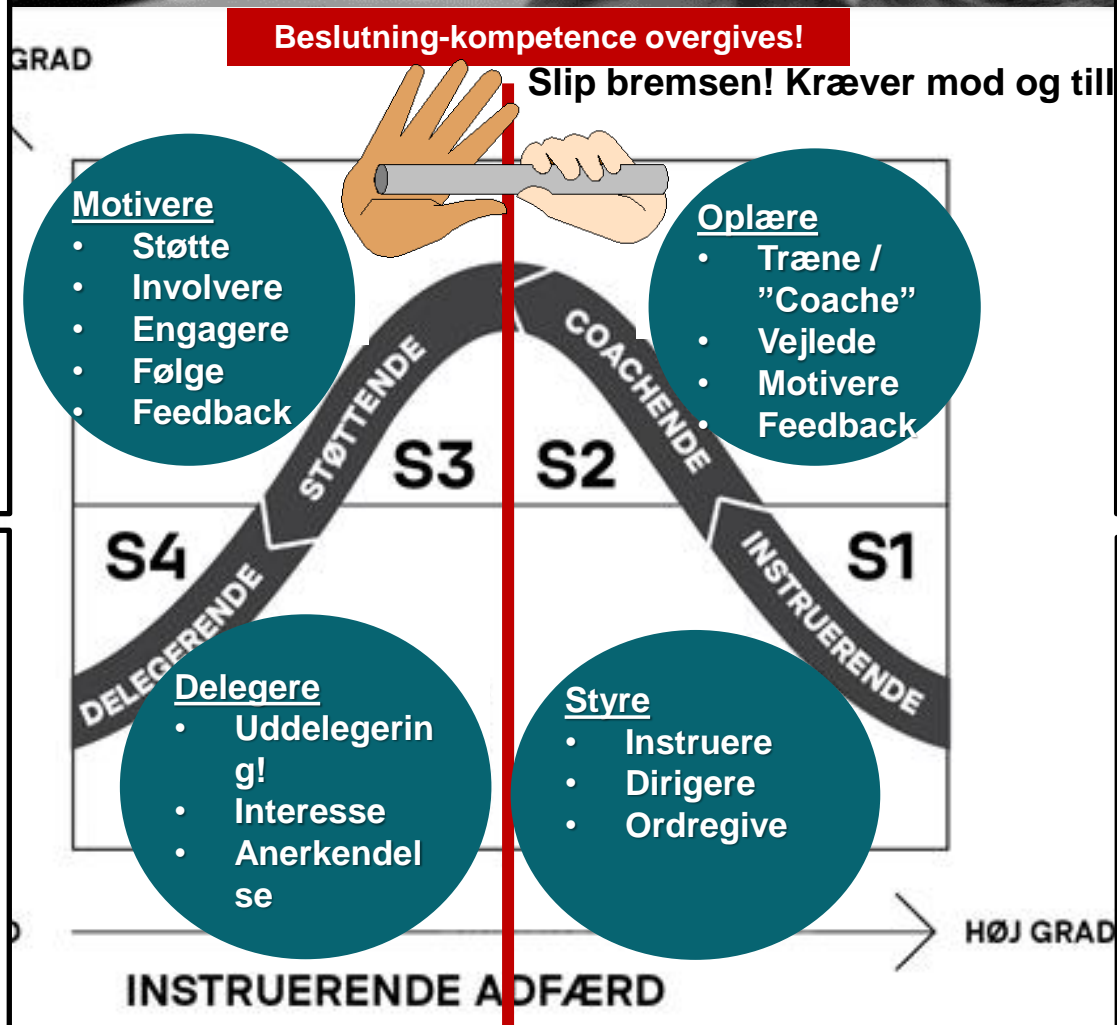 Beslutning-kompetence overgives!
GRAD
Slip bremsen! Kræver mod og till
Motivere
• Støtte
• Involvere
• Engagere
• Følge
• Feedback
Oplære
• Træne /
”Coache”
• Vejlede
• Motivere
• Feedback
STØTTENDE
COACHENDE
S3
S2
S4
S1
DELEGERENDE
INSTRUERENDE
Delegere
• Uddelegerin
g!
• Interesse
• Anerkendel
se
Styre
• Instruere
• Dirigere
• Ordregive
HØJ GRAD
INSTRUERENDE ADFÆRD